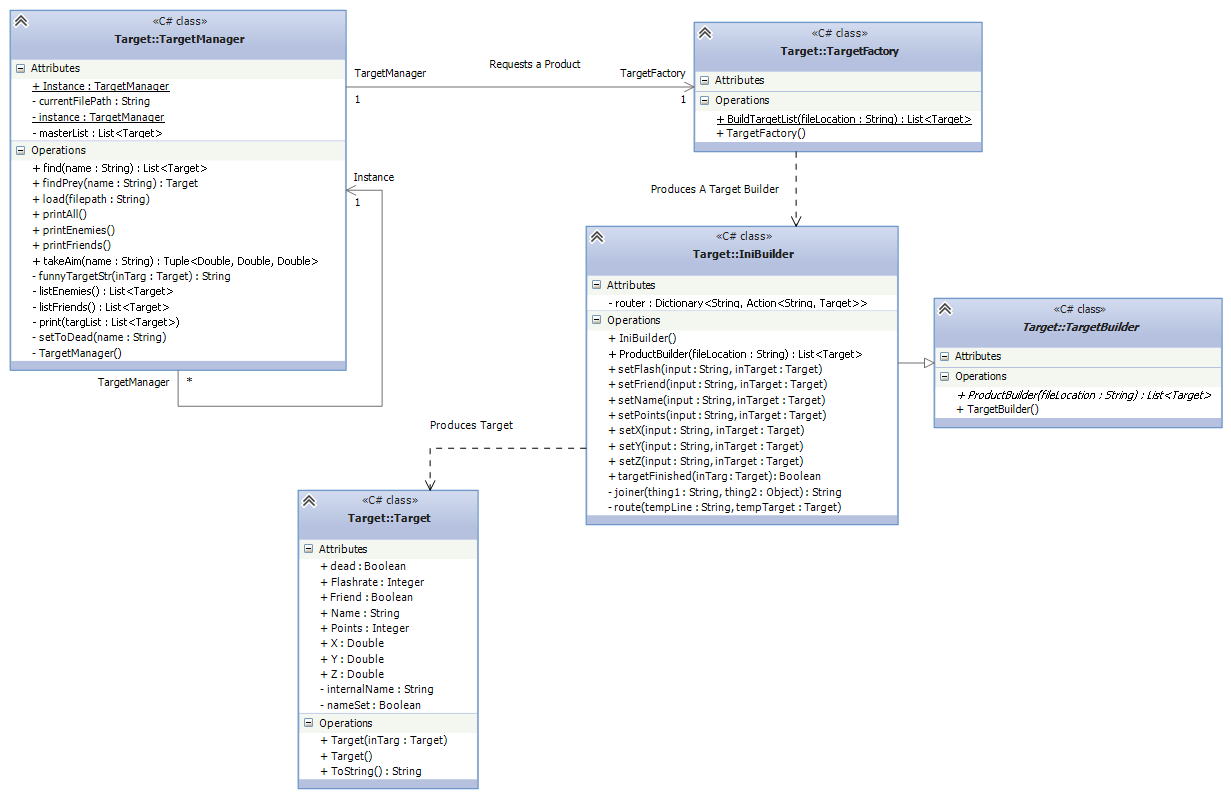 «C# class»
Target::TargetManager
Attributes
+ Instance : TargetManager
- currentFilePath : String
- instance : TargetManager
- masterList : List<Target>
Operations
+ find(name : String) : List<Target>
+ findPrey(name : String) : Target
+ load(filepath : String)
+ printAll()
+ printEnemies()
+ printFriends()
+ takeAim(name : String) : Tuple<Double, Double, Double>
- funnyTargetStr(inTarg : Target) : String
- listEnemies() : List<Target>
- listFriends() : List<Target>
- print(targList : List<Target>)
- setToDead(name : String)
- TargetManager()
TargetManager
1
Requests a Product
TargetFactory
1
Instance
1
TargetManager
*
«C# class»
Target::TargetFactory
Attributes
Operations
+ BuildTargetList(fileLocation : String) : List<Target>
+ TargetFactory()
Produces A Target Builder
«C# class»
Target::IniBuilder
Attributes
- router : Dictionary<String, Action<String, Target>>
Operations
+ IniBuilder()
+ ProductBuilder(fileLocation : String) : List<Target>
+ setFlash(input : String, inTarget : Target)
+ setFriend(input : String, inTarget : Target)
+ setName(input : String, inTarget : Target)
+ setPoints(input : String, inTarget : Target)
+ setX(input : String, inTarget : Target)
+ setY(input : String, inTarget : Target)
+ setZ(input : String, inTarget : Target)
+ targetFinished(inTarg : Target) : Boolean
- joiner(thing1 : String, thing2 : Object) : String
- route(tempLine : String, tempTarget : Target)
«C# class»
Target::TargetBuilder
Attributes
Operations
+ ProductBuilder(fileLocation : String) : List<Target>
+ TargetBuilder()
Produces Target
«C# class»
Target::Target
Attributes
+ dead : Boolean
+ Flashrate : Integer
+ Friend : Boolean
+ Name : String
+ Points : Integer
+ X : Double
+ Y : Double
+ Z : Double
- internalName : String
- nameSet : Boolean
Operations
+ Target(inTarg : Target)
+ Target()
+ ToString() : String